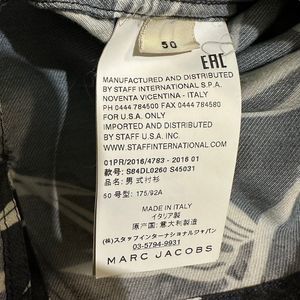 50
EAC
MANUFACTURED AND DISTRIBUTED
BY STAFF INTERNATIONAL S.P.A.
NOVENTA VICENTINA - ITALY
PH 0444 784500 FAX 0444 784580
FOR U.S.A. ONLY
IMPORTED AND DISTRIBUTED
BY STAFF U.S.A. INC.
WWW.STAFFINTERNATIONAL.COM
01PR/2016/4783 - 2016 01
款号: S84DL0260 S45031
品名: 男式衬衫
50 号型: 175/92A
MADE IN ITALY
イタリア製
原产国: 意大利制造
(株)スタッフインターナショナルジャパン
03-5794-9931
MARC JACOBS